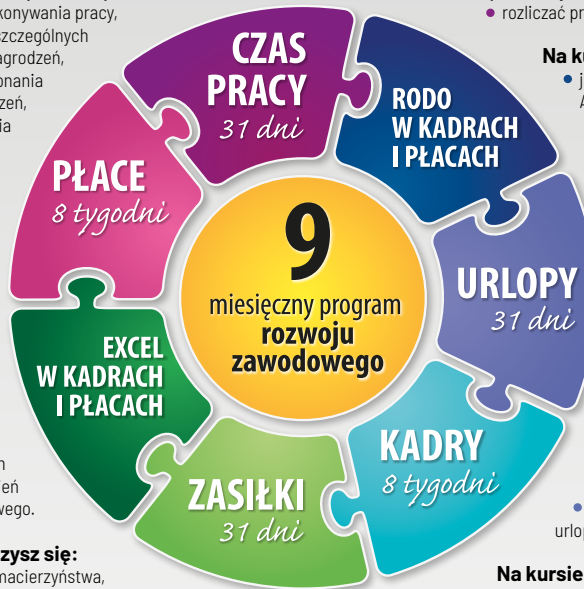 konywania pracy,
szczególnych
agrodzeń,
onania
zeń,
ia
• rozliczać pr
Na ku
• j
A
CZAS
PRACY
31 dni
RODO
W KADRACH
I PŁACACH
PŁACE
8 tygodni
9
miesięczny program
rozwoju
zawodowego
URLOPY
31 dni
EXCEL
W KADRACH
I PŁACACH
KADRY
8 tygodni
ZASIŁKI
31 dni
h
ień
wego.
zysz się:
macierzyństwa,
•
urlop
Na kursie